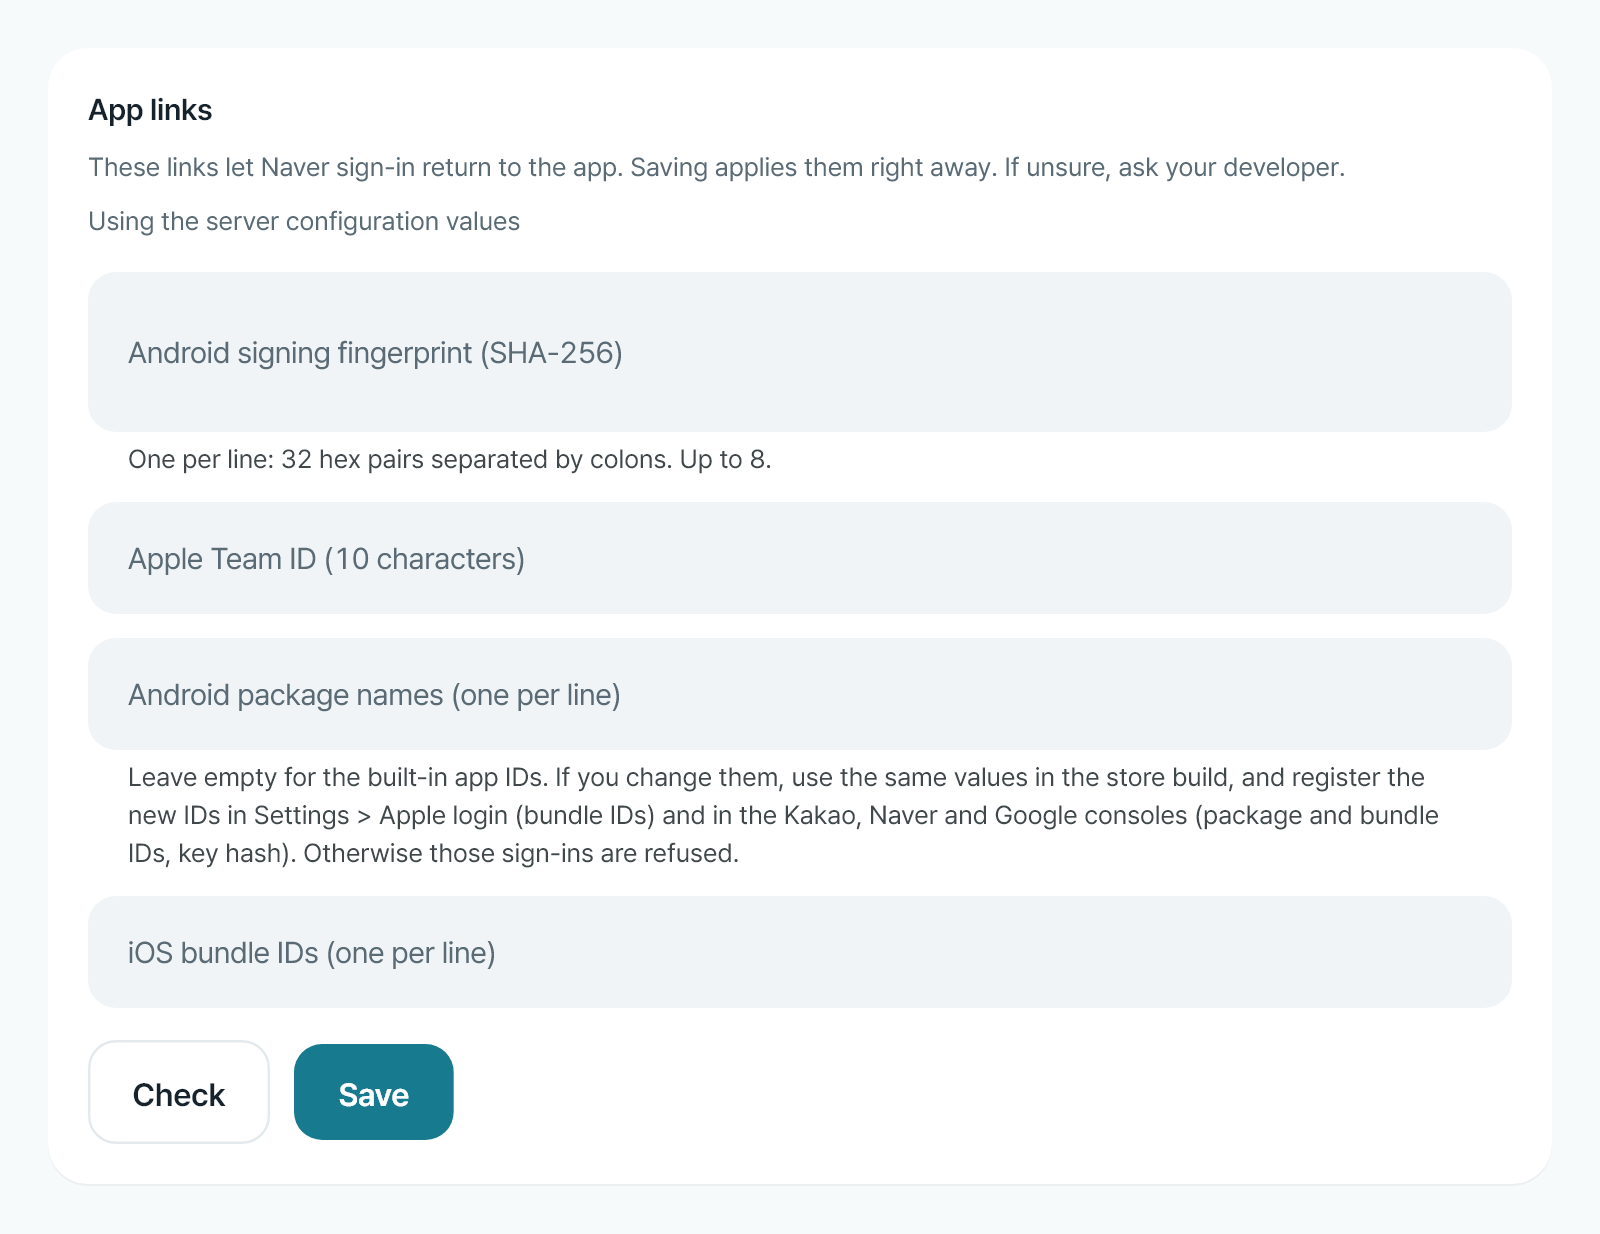 App links
These links let Naver sign-in return to the app. Saving applies them right away. If unsure, ask your developer.
Using the server configuration values
Android signing fingerprint (SHA-256)
One per line: 32 hex pairs separated by colons. Up to 8.
Apple Team ID (10 characters)
Android package names (one per line)
Leave empty for the built-in app IDs. If you change them, use the same values in the store build, and register the
new IDs in Settings > Apple login (bundle IDs) and in the Kakao, Naver and Google consoles (package and bundle
IDs, key hash). Otherwise those sign-ins are refused.
iOS bundle IDs (one per line)
Check
Save